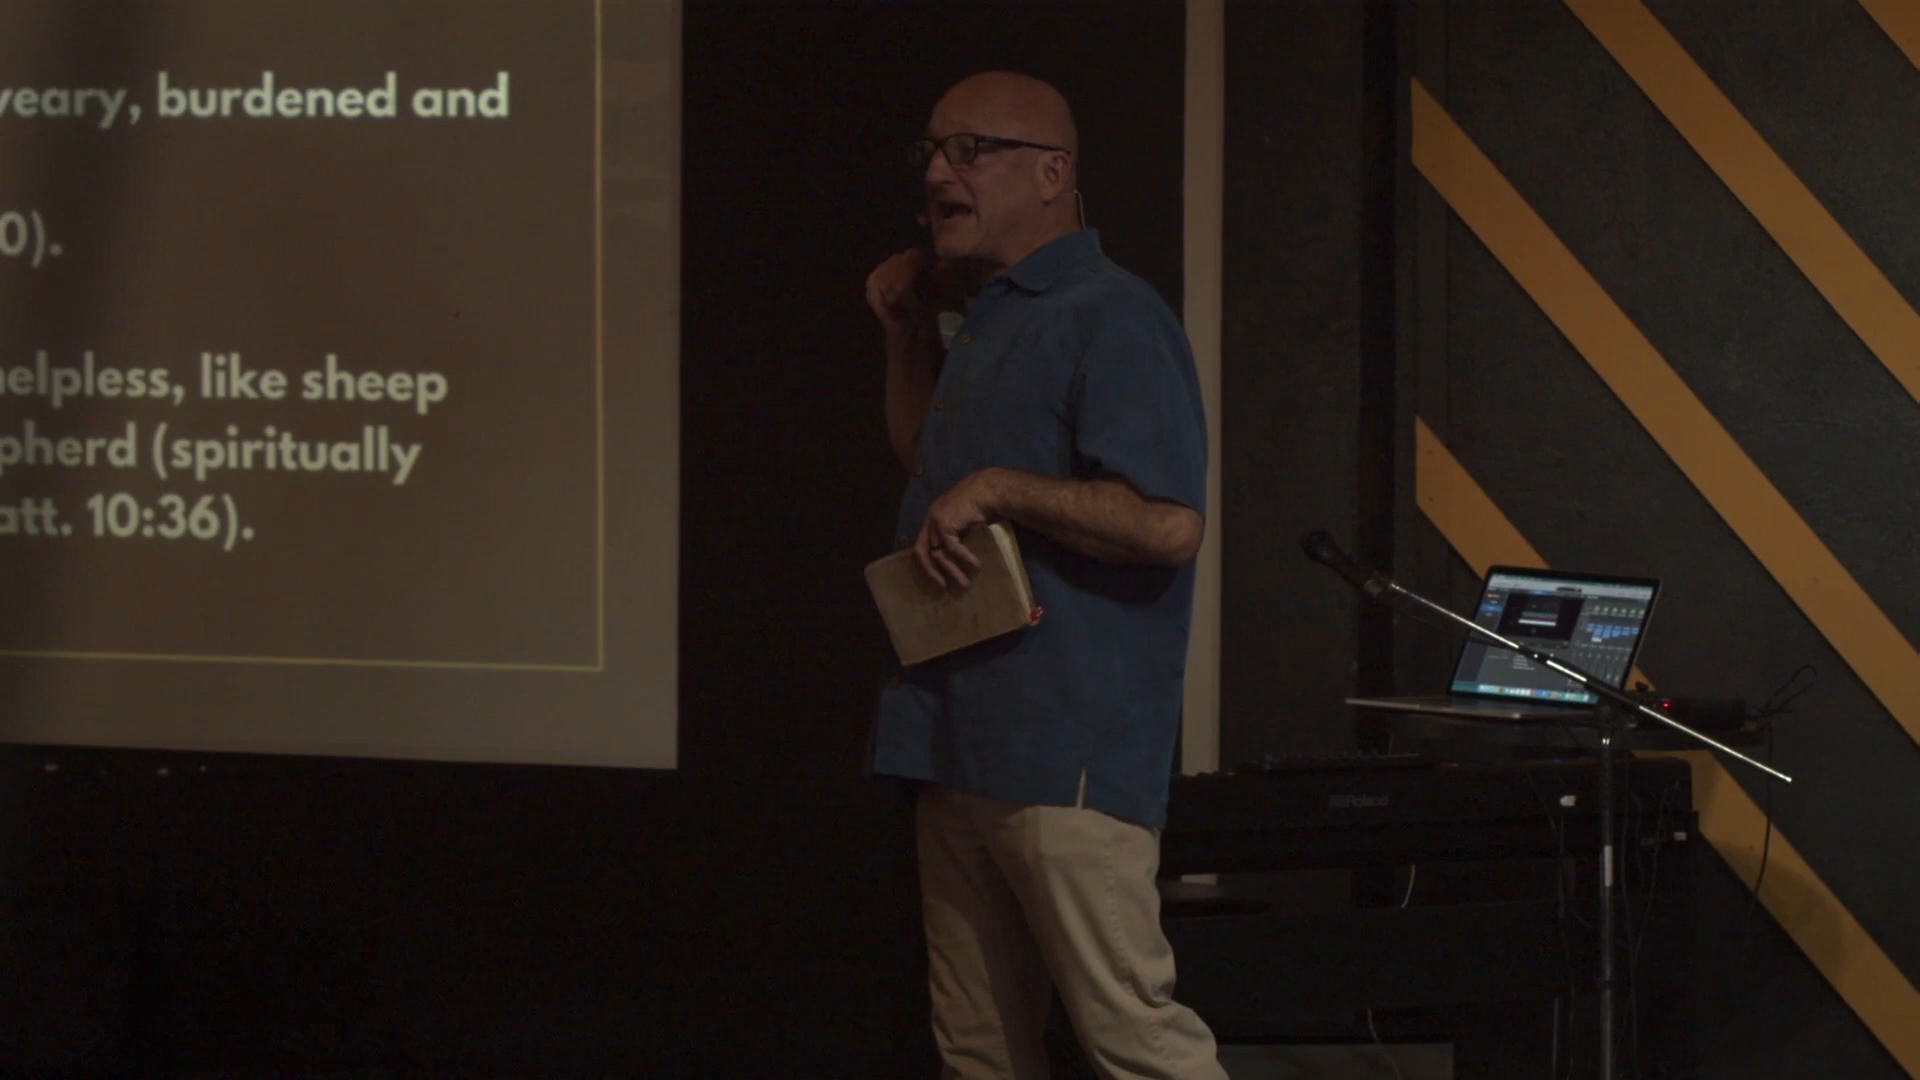 weary, burdened and
0).
helpless, like sheep
pherd (spiritually
att. 10:36).
Roland